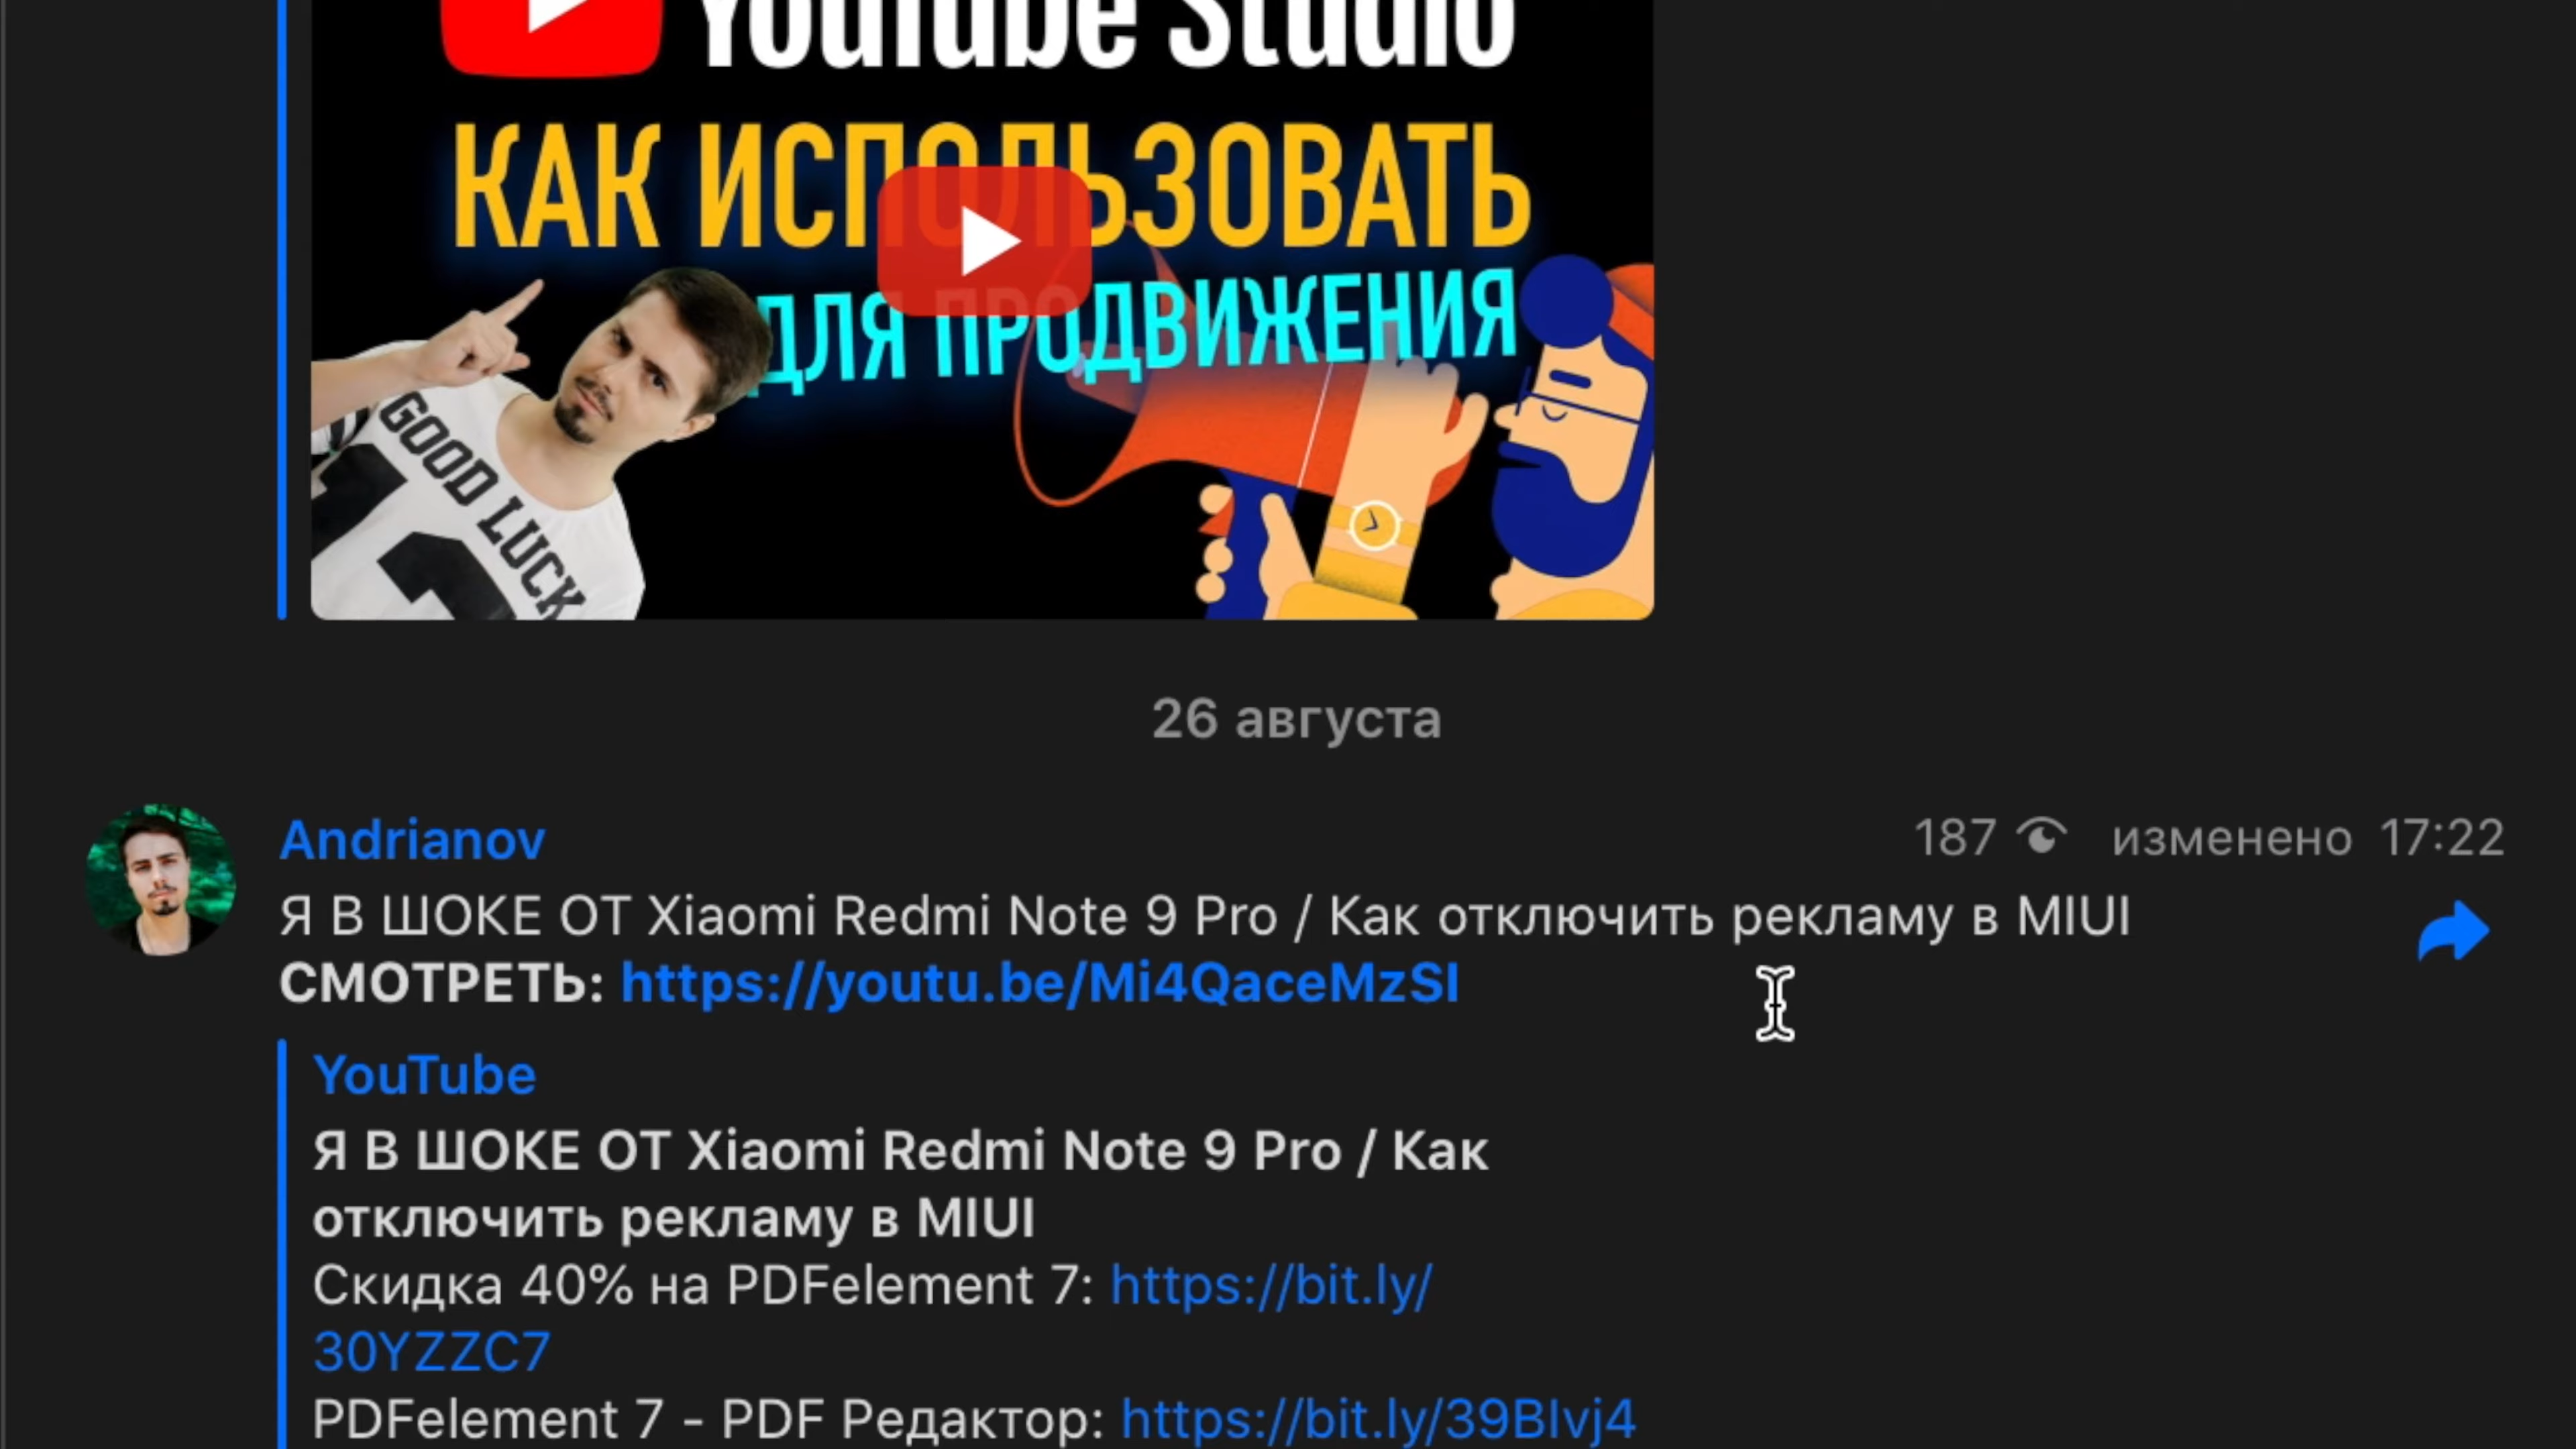 YouTube Studio
КАК ИСПОЛЬЗОВАТЬ
ДЛЯ ПРОДВИЖЕНИЯ
GOOD LUCK
26 августа
Andrianov
187 изменено 17:22
Я В ШОКЕ ОТ Xiaomi Redmi Note 9 Pro / Как отключить рекламу в MIUI
СМОТРЕТЬ: https://youtu.be/Mi4QaceMzSI
YouTube
Я В ШОКЕ ОТ Xiaomi Redmi Note 9 Pro / Как
отключить рекламу в MIUI
Скидка 40% на PDFelement 7: https://bit.ly/
30YZZC7
PDFelement 7 - PDF Редактор: https://bit.ly/39BIvj4